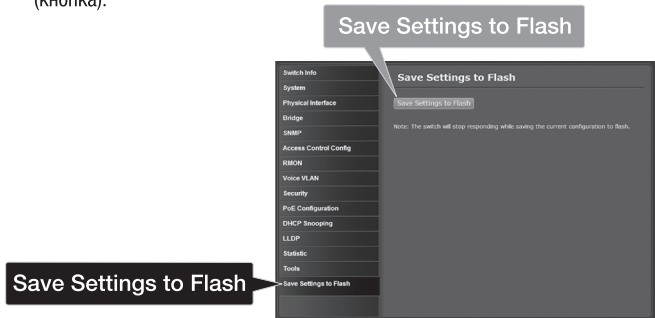 (кнопка).
Save Settings to Flash
Switch Info
System
Physical Interface
Bridge
SNMP
Access Control Config
RMON
Voice VLAN
Security
PoE Configuration
DHCP Snooping
LLDP
Statistic
Tools
Save Settings to Flash
Save Settings to Flash
Save Settings to Flash
Note: The switch will stop responding while saving the current configuration to flash.
Save Settings to Flash